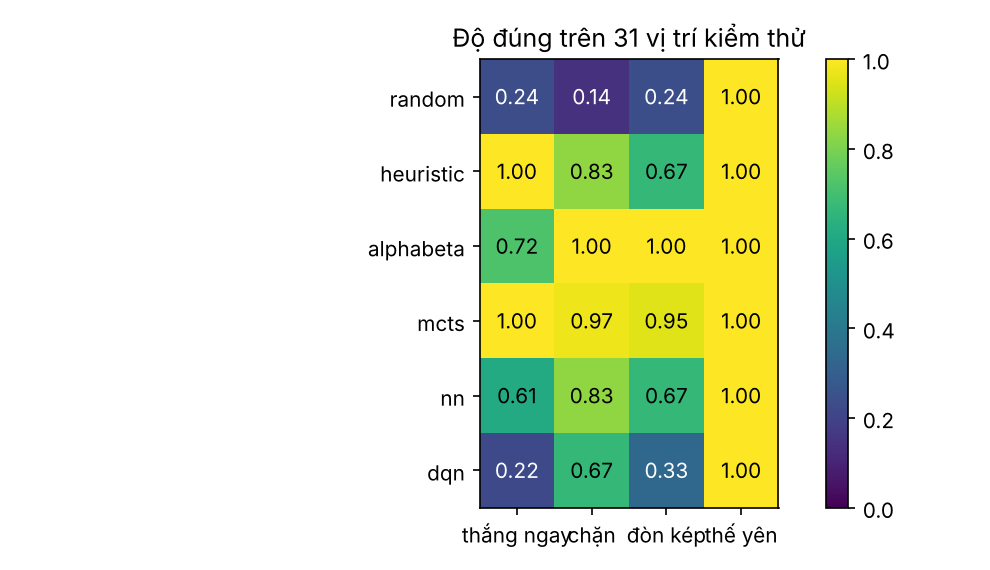 Độ đúng trên 31 vị trí kiểm thử
random 0.24 0.14 0.24 1.00
heuristic 1.00 0.83 0.67 1.00
alphabeta 0.72 1.00 1.00 1.00
mcts 1.00 0.97 0.95 1.00
nn 0.61 0.83 0.67 1.00
dqn 0.22 0.67 0.33 1.00
thắng ngay chặn đòn kép thế yên
1.0
0.8
0.6
0.4
0.2
0.0